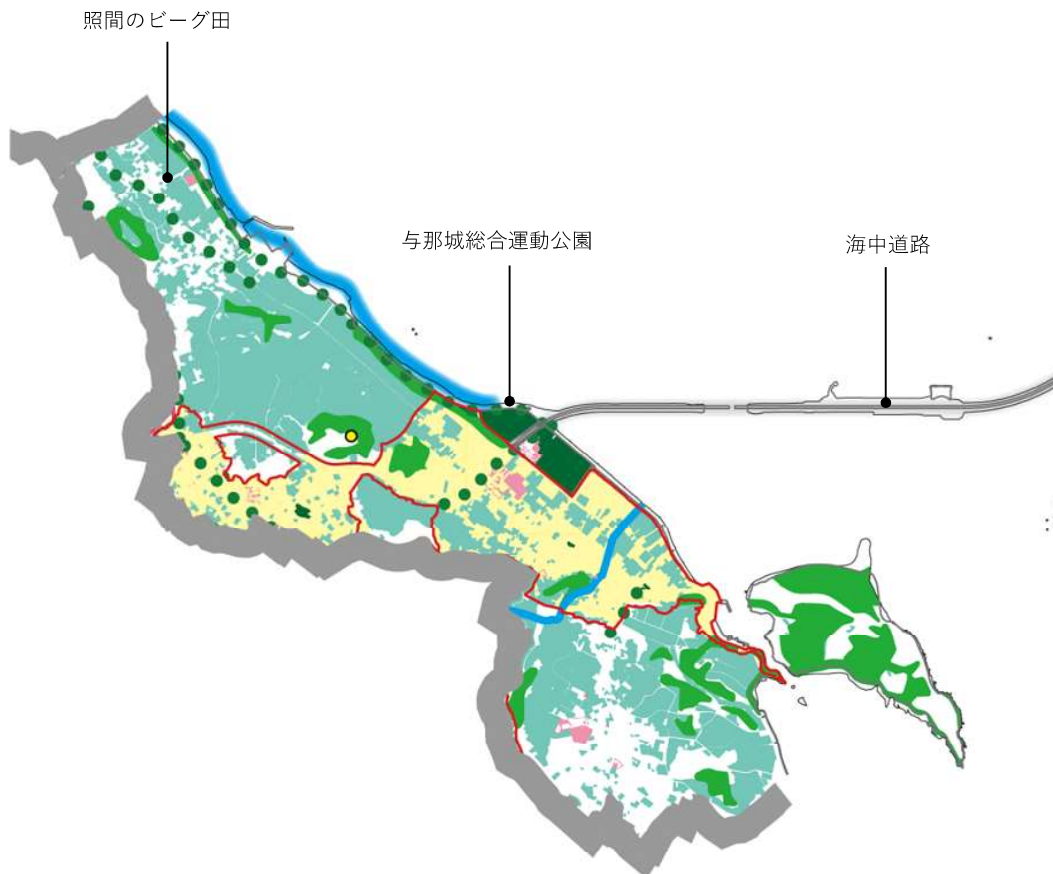 照間のビーグ田
与那城総合運動公園
海中道路